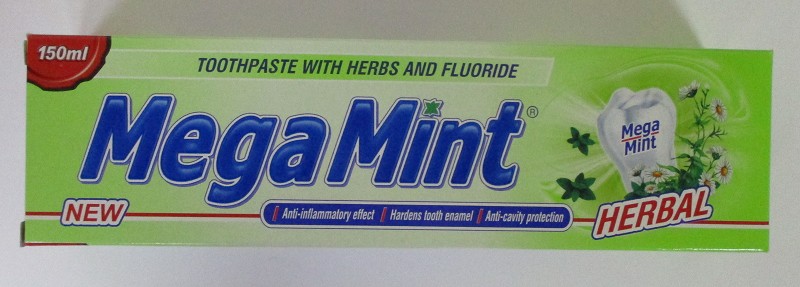 150ml
TOOTHPASTE WITH HERBS AND FLUORIDE
MegaMint®
Mega
Mint
NEW
Anti-inflammatory effect Hardens tooth enamel Anti-cavity protection
HERBAL